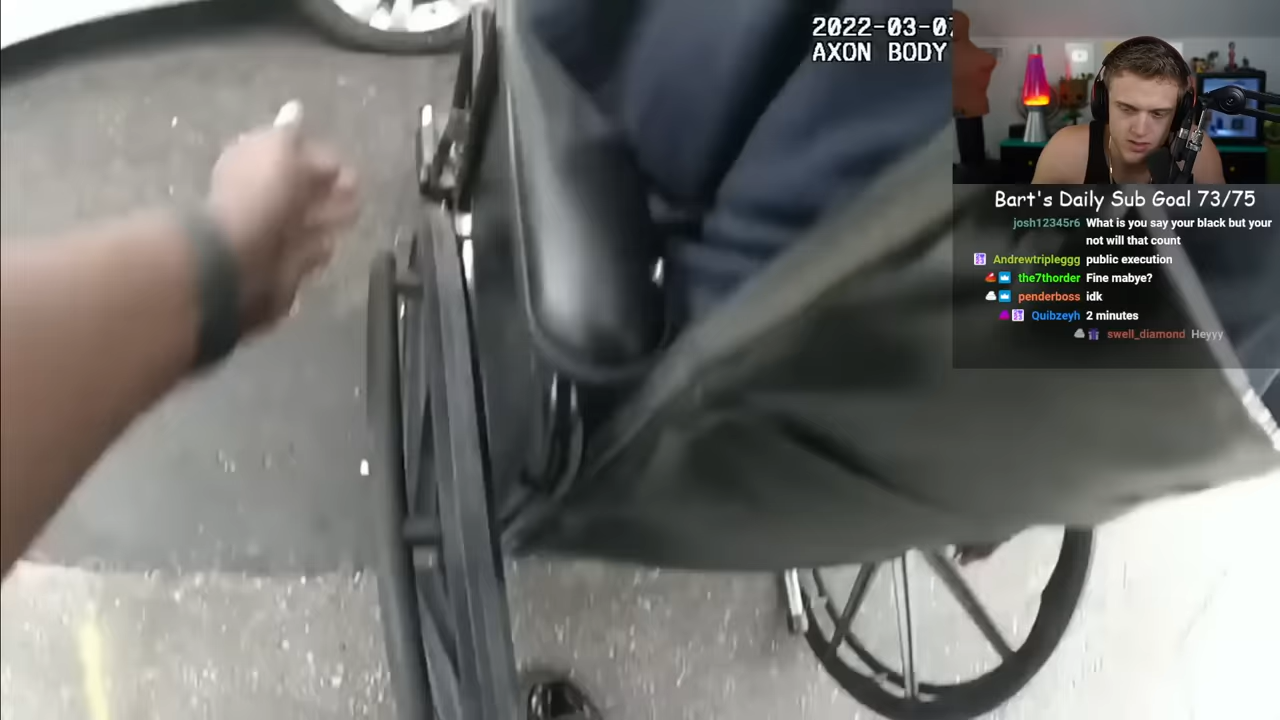 2022-03-07
AXON BODY
Bart's Daily Sub Goal 73/75
josh12345r6 What is you say your black but your
not will that count
Andrewtripleggg public execution
the7thorder Fine mabye?
penderboss idk
Quibzeyh 2 minutes
swell_diamond Heyyy